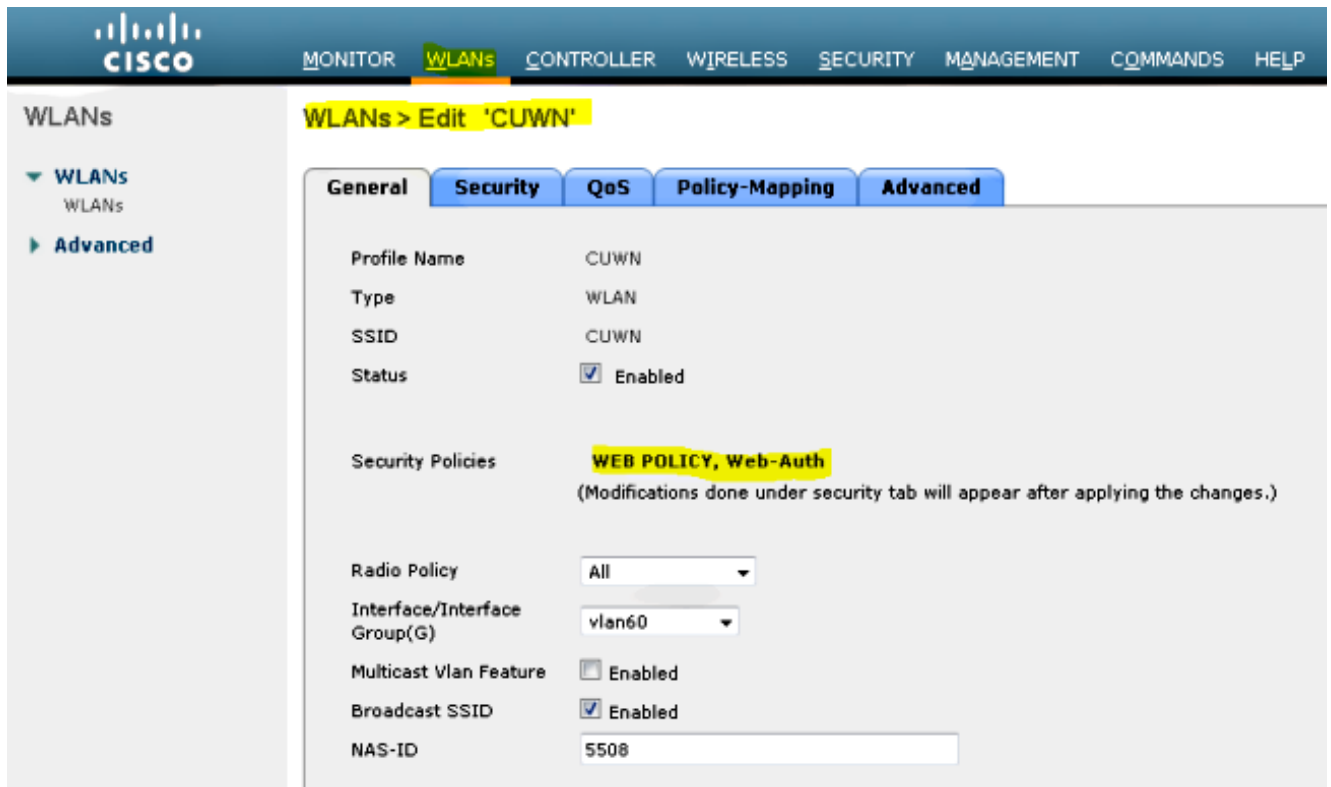 CISCO
MONITOR WLANs CONTROLLER WIRELESS SECURITY MANAGEMENT COMMANDS HELP
WLANs
WLANs > Edit 'CUWN'
WLANs
WLANs
Advanced
General Security QoS Policy-Mapping Advanced
Profile Name CUWN
Type WLAN
SSID CUWN
Status Enabled
Security Policies WEB POLICY, Web-Auth
(Modifications done under security tab will appear after applying the changes.)
Radio Policy All
Interface/Interface
Group(G) vlan60
Multicast Vlan Feature Enabled
Broadcast SSID Enabled
NAS-ID 5508